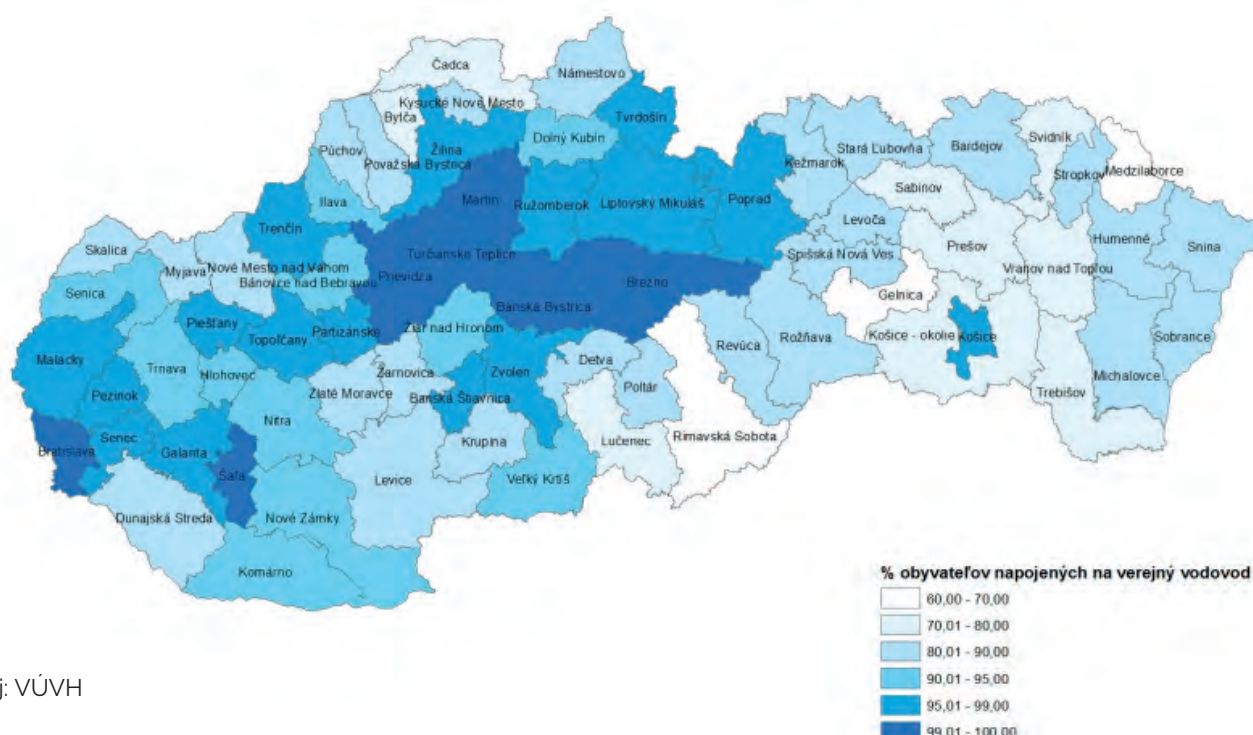 Čadca
Námestovo
Kysucké Nové Mesto
Bytča
Tvrdošín
Dolný Kubín
Žilina
Púchov
Považská Bystrica
Kežmarok
Stará Ľubovňa
Bardejov
Svidník
Stropkov
Medzilaborce
Sabinov
Ilava
Martin
Ružomberok
Liptovský Mikuláš
Poprad
Levoča
Prešov
Humenné
Snina
Trenčín
Skalica
Myjava
Nové Mesto nad Váhom
Bánovce nad Bebravou
Turčianske Teplice
Prievidza
Spišská Nová Ves
Vranov nad Topľou
Senica
Brezno
Banská Bystrica
Gelnica
Piešťany
Topoľčany
Partizánske
Žiar nad Hronom
Košice - okolie
Košice
Sobrance
Malacky
Trnava
Hlohovec
Revúca
Rožňava
Michalovce
Detva
Zvolen
Žarnovica
Zlaté Moravce
Banská Štiavnica
Poltár
Trebišov
Pezinok
Nitra
Bratislava
Senec
Galanta
Šaľa
Krupina
Lučenec
Rimavská Sobota
Levice
Veľký Krtíš
Dunajská Streda
Nové Zámky
Komárno
% obyvateľov napojených na verejný vodovod
60,00 - 70,00
70,01 - 80,00
80,01 - 90,00
90,01 - 95,00
95,01 - 99,00
99,01 - 100,00
j: VÚVH